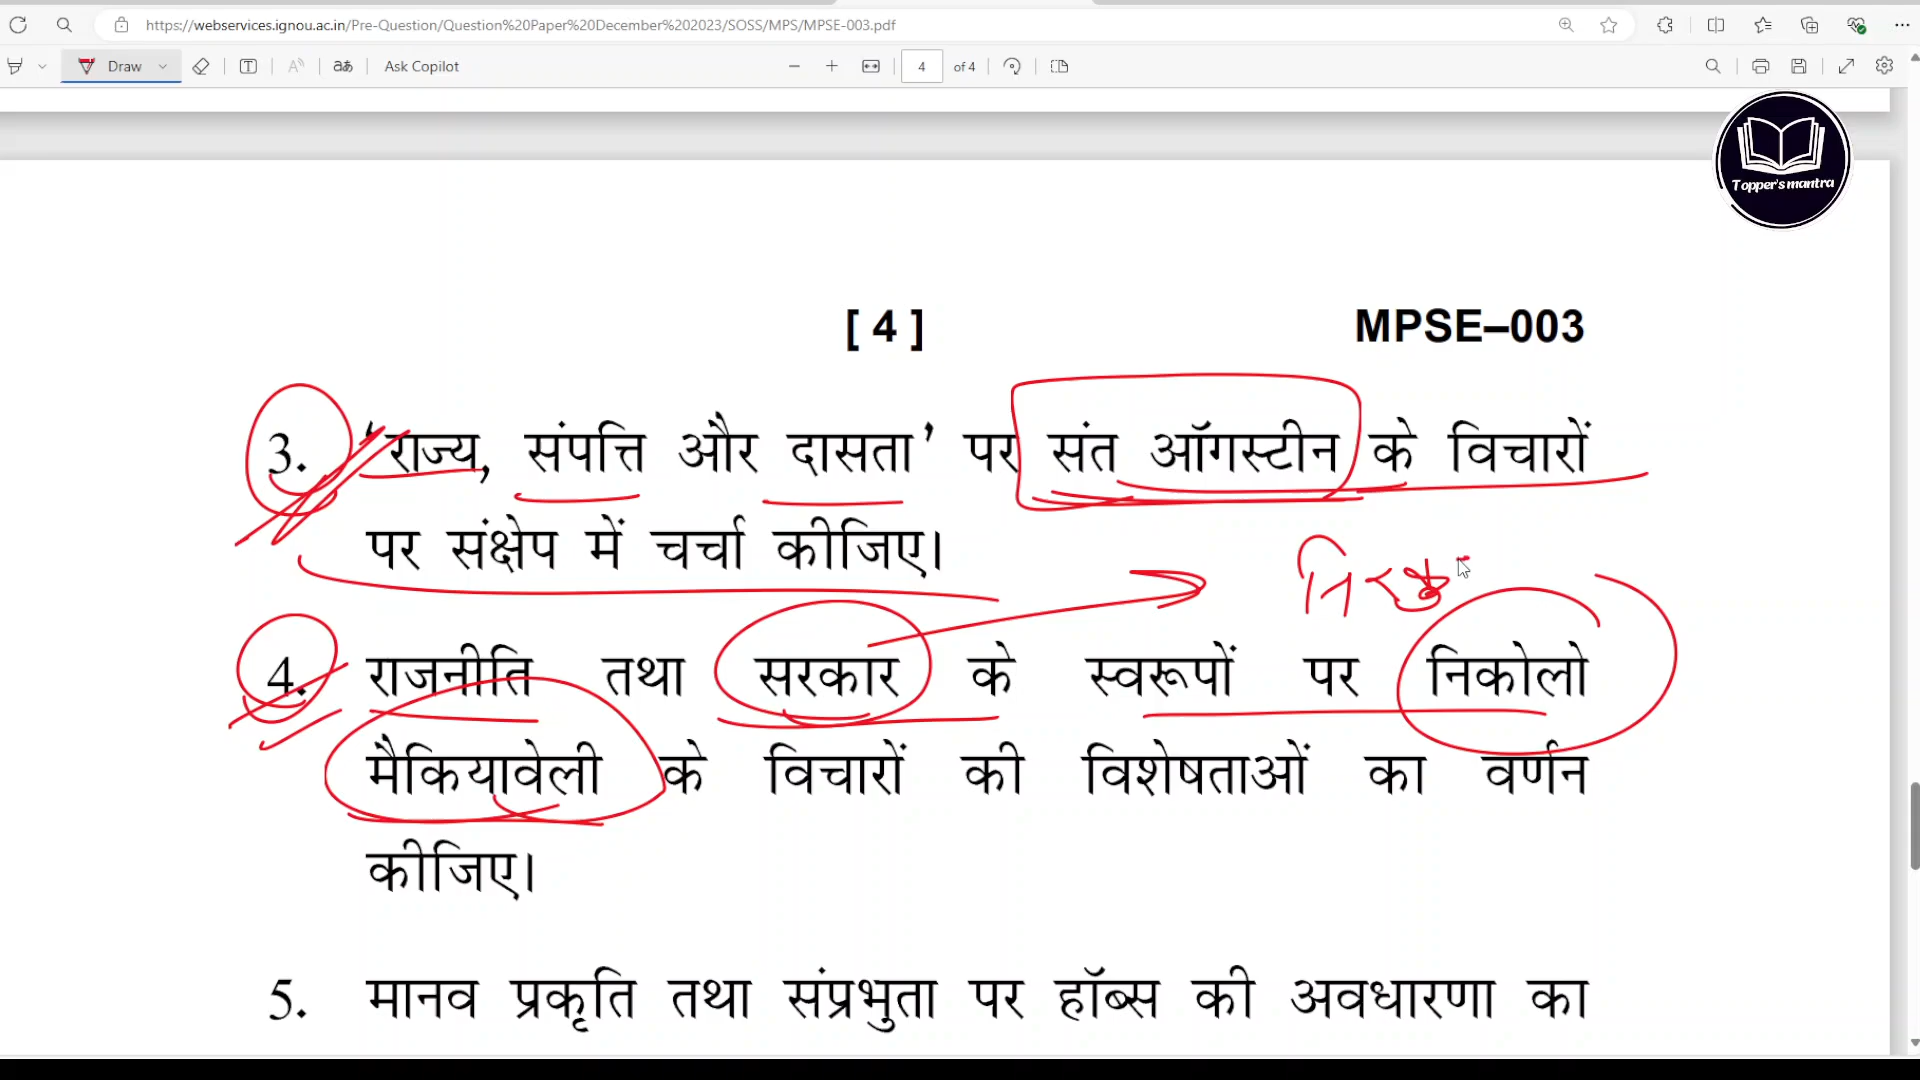 https://webservices.ignou.ac.in/Pre-Question/Question%20Paper%20December%202023/SOSS/MPS/MPSE-003.pdf
Draw
aあ
Ask Copilot
4
of 4
Topper's mantra
[ 4 ]
MPSE–003
3. 'राज्य, संपत्ति और दासता' पर संत ऑगस्टीन के विचारों
पर संक्षेप में चर्चा कीजिए।
4. राजनीति तथा सरकार के स्वरूपों पर निकोलो
मैकियावेली के विचारों की विशेषताओं का वर्णन
कीजिए।
5. मानव प्रकृति तथा संप्रभुता पर हॉब्स की अवधारणा का